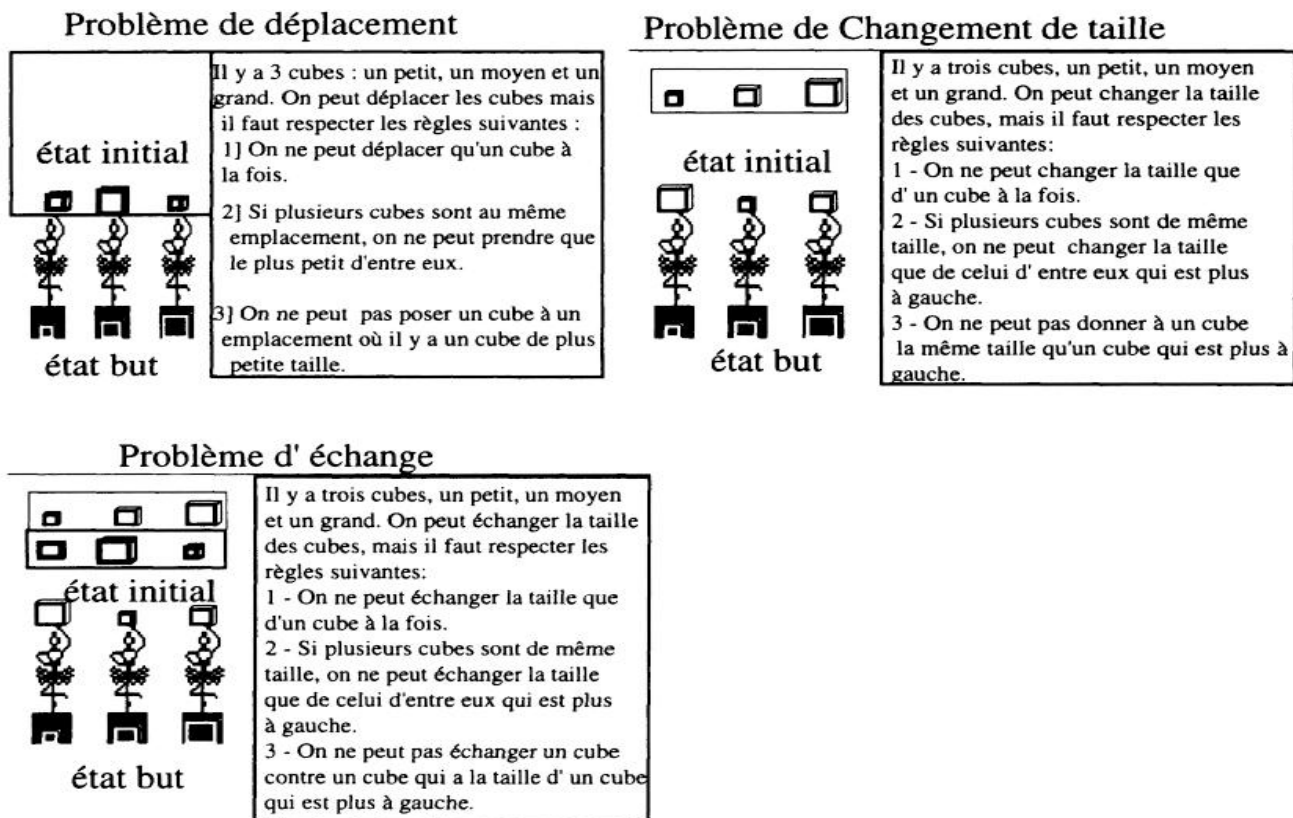 Problème de déplacement
Il y a 3 cubes : un petit, un moyen et un
grand. On peut déplacer les cubes mais
il faut respecter les règles suivantes :
1] On ne peut déplacer qu'un cube à
la fois.
2] Si plusieurs cubes sont au même
emplacement, on ne peut prendre que
le plus petit d'entre eux.
3] On ne peut pas poser un cube à un
emplacement où il y a un cube de plus
petite taille.
état initial
état but
Problème de Changement de taille
Il y a trois cubes, un petit, un moyen
et un grand. On peut changer la taille
des cubes, mais il faut respecter les
règles suivantes:
1 - On ne peut changer la taille que
d' un cube à la fois.
2 - Si plusieurs cubes sont de même
taille, on ne peut changer la taille
que de celui d' entre eux qui est plus
à gauche.
3 - On ne peut pas donner à un cube
la même taille qu'un cube qui est plus à
gauche.
état initial
état but
Problème d' échange
Il y a trois cubes, un petit, un moyen
et un grand. On peut échanger la taille
des cubes, mais il faut respecter les
règles suivantes:
1 - On ne peut échanger la taille que
d'un cube à la fois.
2 - Si plusieurs cubes sont de même
taille, on ne peut échanger la taille
que de celui d'entre eux qui est plus
à gauche.
3 - On ne peut pas échanger un cube
contre un cube qui a la taille d' un cube
qui est plus à gauche.
état initial
état but